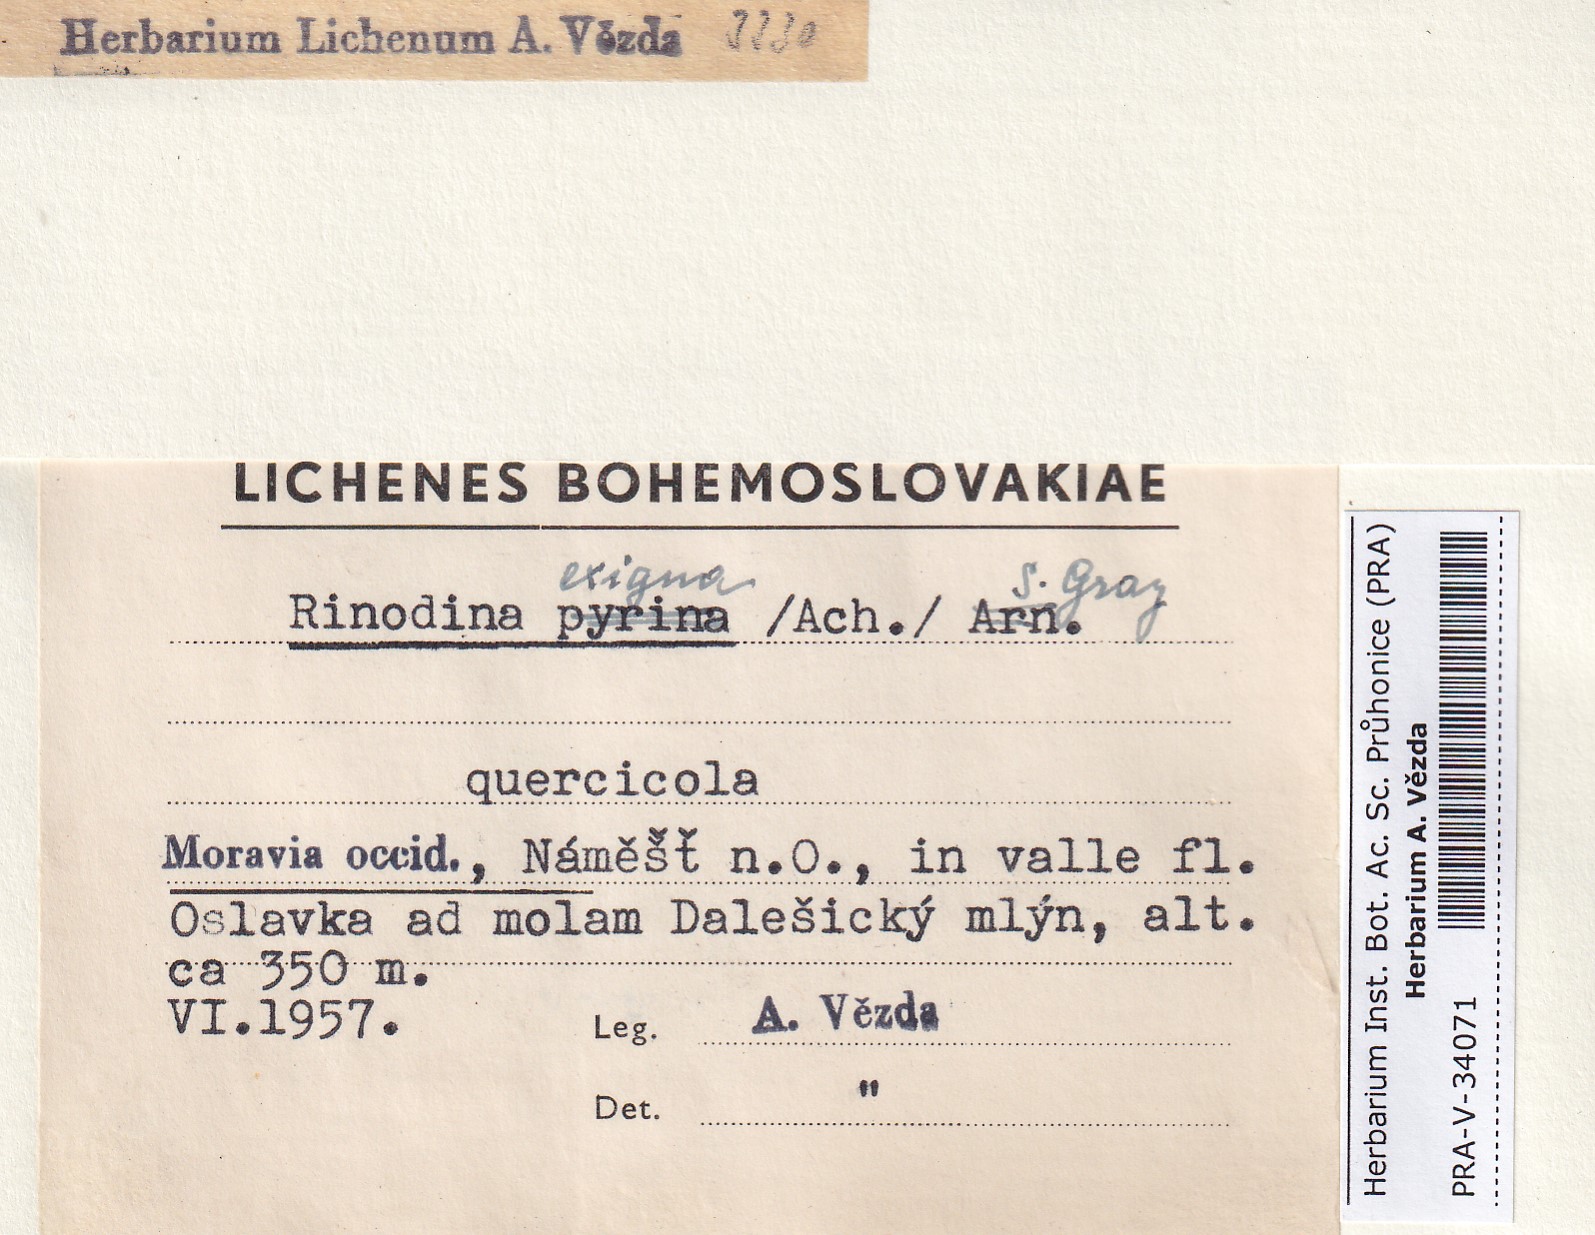 Herbarium Lichenum A. Vězda
LICHENES BOHEMOSLOVAKIAE
exigua S. Gray
Rinodina pyrina /Ach./ Arn.
quercicola
Moravia occid., Náměšť n.O., in valle fl.
Oslavka ad molam Dalešický mlýn, alt.
ca 350 m.
VI.1957.
Leg. A. Vězda
Det. "
Herbarium Inst. Bot. Ac. Sc. Průhonice (PRA)
Herbarium A. Vězda
PRA-V-34071